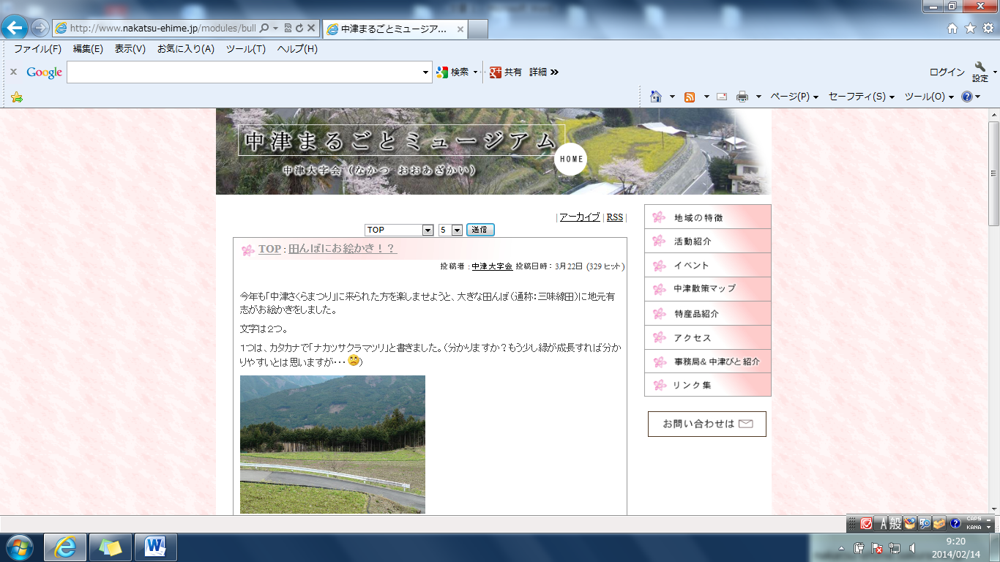 http://www.nakatsu-ehime.jp/modules/bull
中津まるごとミュージア...
ファイル(F) 編集(E) 表示(V) お気に入り(A) ツール(T) ヘルプ(H)
x Google 検索 共有 詳細 »
ログイン 設定
ページ(P) セーフティ(S) ツール(O)
中津まるごとミュージアム
HOME
中津大字会（なかつ おおあざかい）
| アーカイブ | RSS |
TOP 5 送信
TOP : 田んぼにお絵かき！？
投稿者 : 中津大字会 投稿日時： 3月22日 (329 ヒット)
今年も「中津さくらまつり」に来られた方を楽しませようと、大きな田んぼ（通称：三味線田）に地元有
志がお絵かきをしました。
文字は２つ。
１つは、カタカナで「ナカツサクラマツリ」と書きました。（分かりますか？もう少し緑が成長すれば分か
りやすいとは思いますが・・・）
地域の特徴
活動紹介
イベント
中津散策マップ
特産品紹介
アクセス
事務局& 中津びと紹介
リンク集
お問い合わせは
A 般 CAPS
KANA
9:20
2014/02/14